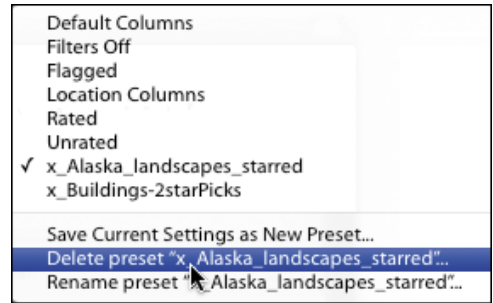 Default Columns
Filters Off
Flagged
Location Columns
Rated
Unrated
✓ x_Alaska_landscapes_starred
x_Buildings-2starPicks
Save Current Settings as New Preset...
Delete preset “x_Alaska_landscapes_starred”...
Rename preset “x_Alaska_landscapes_starred”...